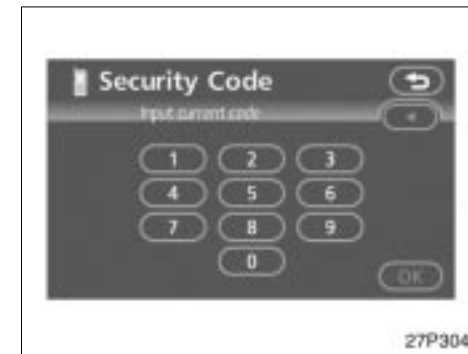 Security Code
Input current code
1 2 3
4 5 6
7 8 9
0
OK
27P304